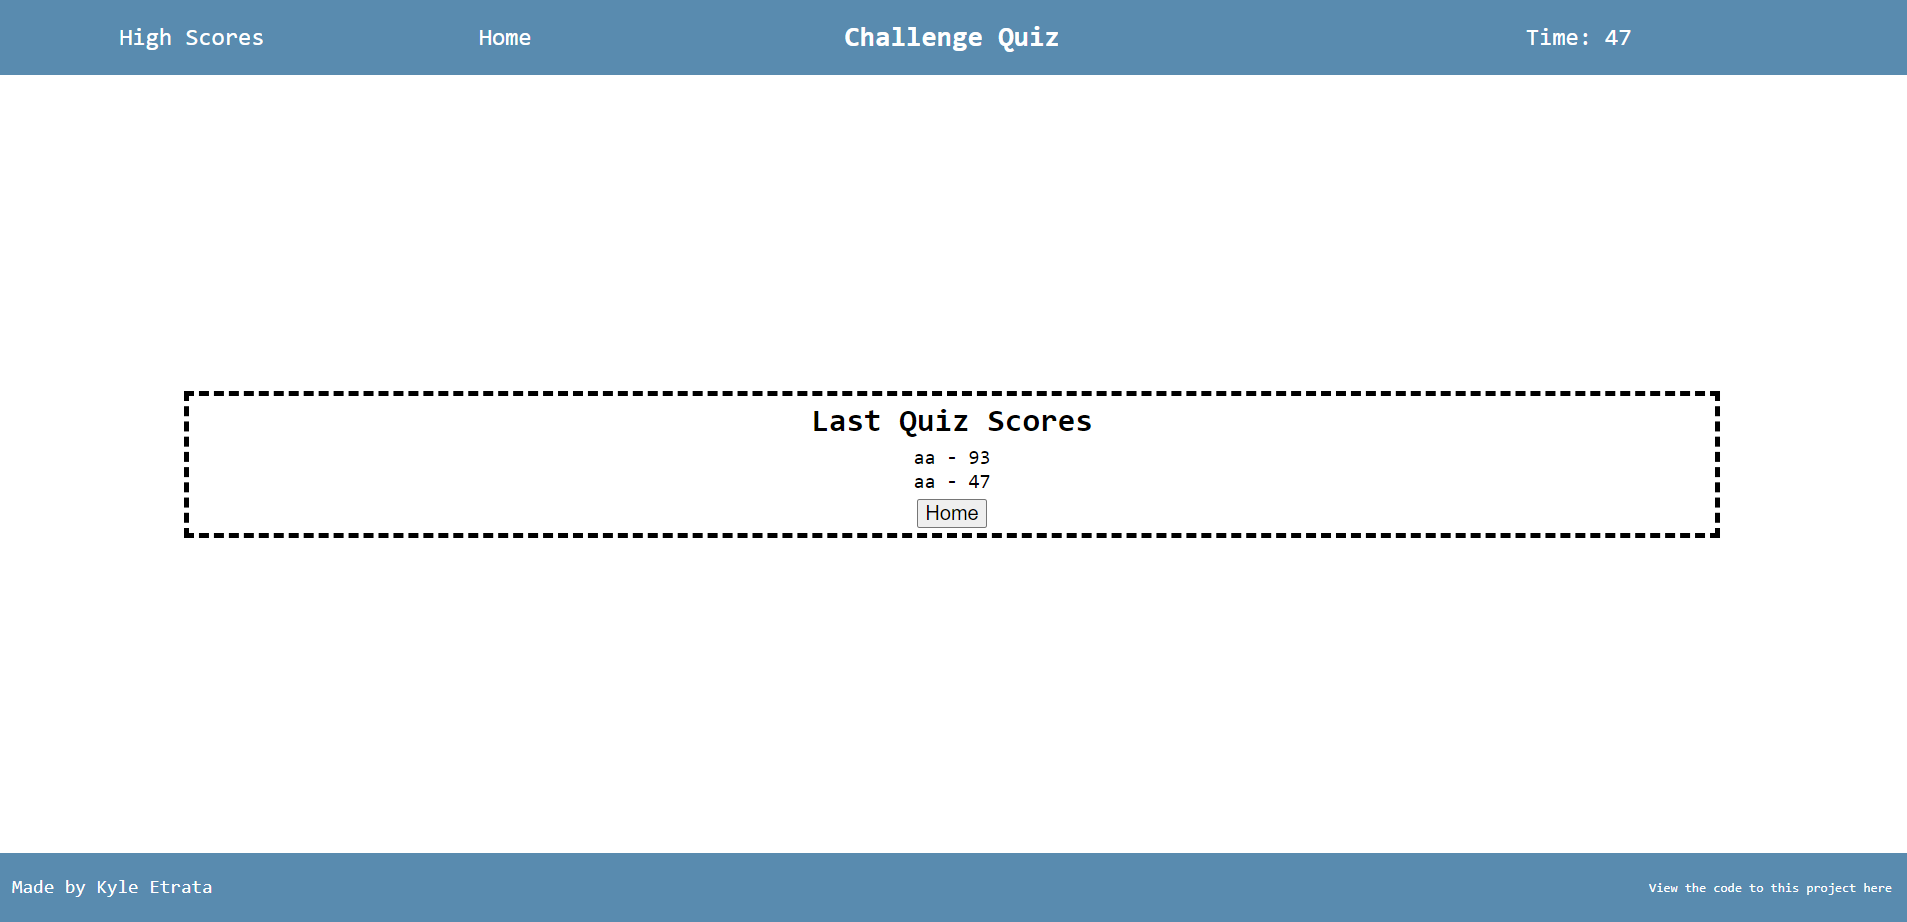 High Scores Home Challenge Quiz Time: 47
Last Quiz Scores
aa - 93
aa - 47
Home
Made by Kyle Etrata View the code to this project here